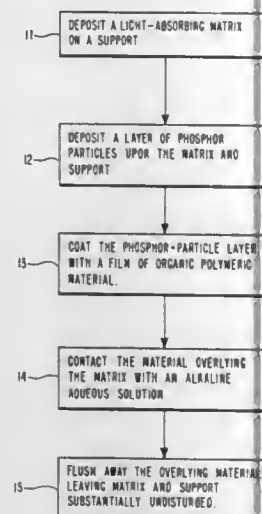 11
DEPOSIT A LIGHT-ABSORBING MATRIX
ON A SUPPORT
12
DEPOSIT A LAYER OF PHOSPHOR
PARTICLES UPON THE MATRIX AND
SUPPORT
13
COAT THE PHOSPHOR-PARTICLE LAYER
WITH A FILM OF ORGANIC POLYMERIC
MATERIAL.
14
CONTACT THE MATERIAL OVERLYING
THE MATRIX WITH AN ALKALINE
AQUEOUS SOLUTION
15
FLUSH AWAY THE OVERLYING MATERIAL
LEAVING MATRIX AND SUPPORT
SUBSTANTIALLY UNDISTURBED.